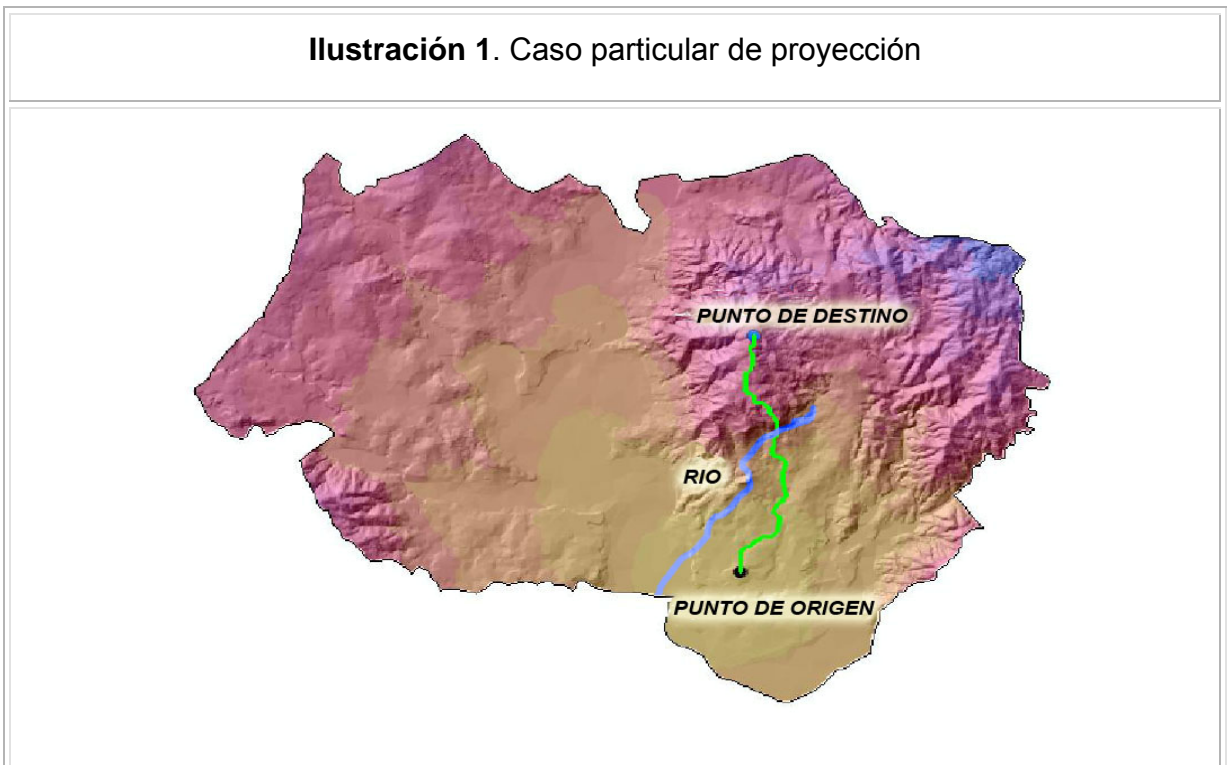 Ilustración 1. Caso particular de proyección
PUNTO DE DESTINO
RIO
PUNTO DE ORIGEN